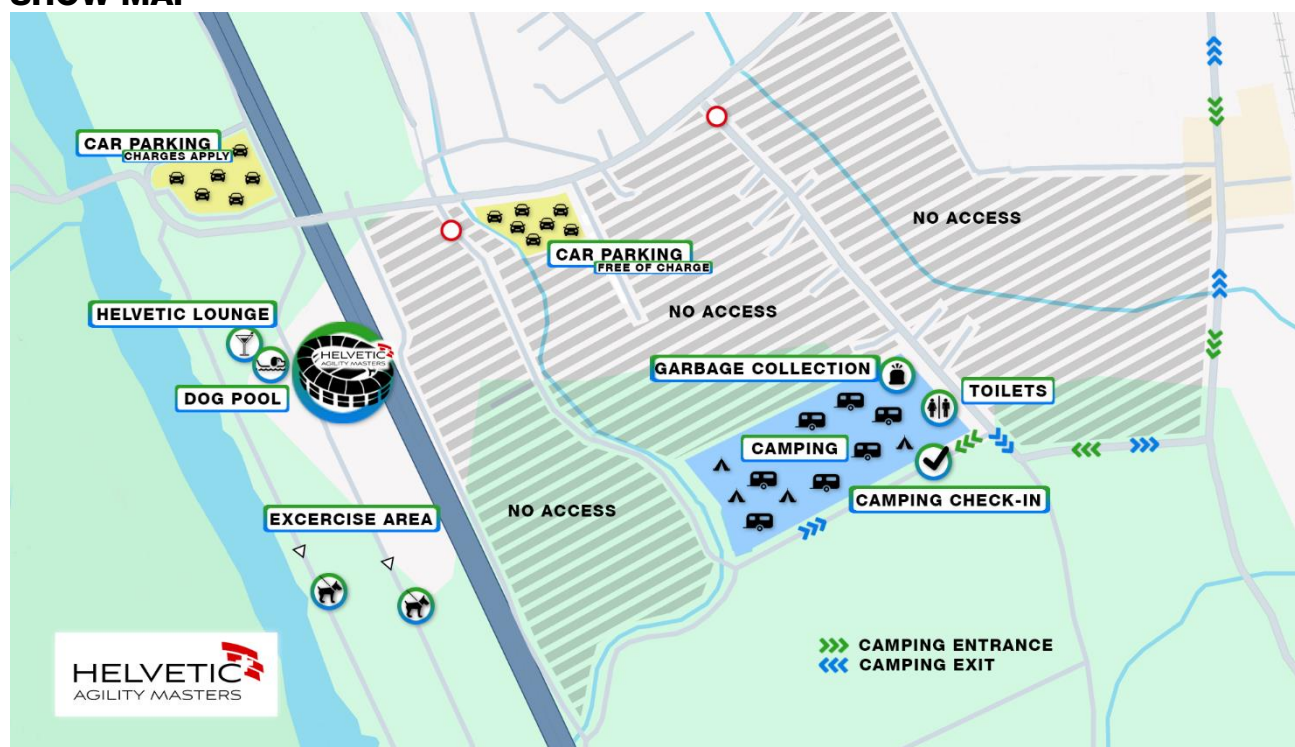 SHOW MAP
CAR PARKING
CHARGES APPLY
NO ACCESS
CAR PARKING
FREE OF CHARGE
HELVETIC LOUNGE
NO ACCESS
HELVETIC
AGILITY MASTERS
GARBAGE COLLECTION
DOG POOL
TOILETS
CAMPING
CAMPING CHECK-IN
EXCERCISE AREA
NO ACCESS
CAMPING ENTRANCE
CAMPING EXIT
HELVETIC
AGILITY MASTERS